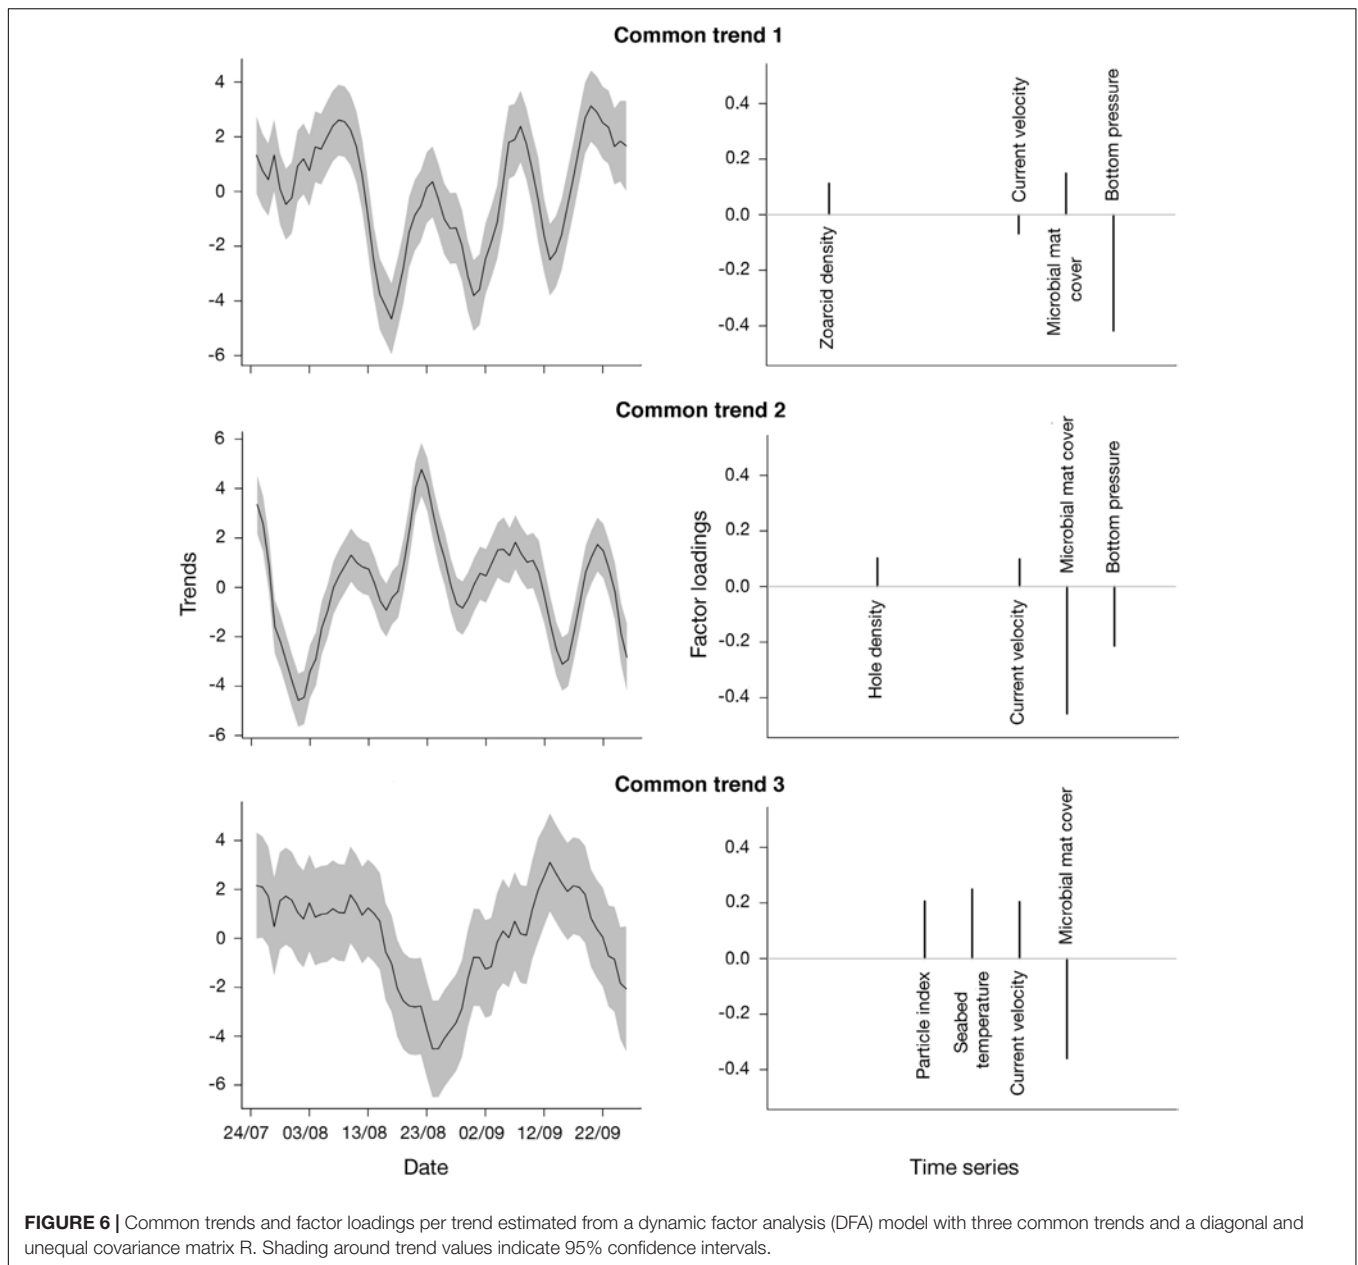 Common trend 1
4
2
0
-2
-4
-6
0.4
0.2
0.0
-0.2
-0.4
Zoarcid density
Current velocity
Microbial mat
cover
Bottom pressure
Common trend 2
6
4
2
0
-2
-4
-6
Trends
Factor loadings
0.4
0.2
0.0
-0.2
-0.4
Hole density
Current velocity
Microbial mat cover
Bottom pressure
Common trend 3
4
2
0
-2
-4
-6
24/07 03/08 13/08 23/08 02/09 12/09 22/09
Date
0.4
0.2
0.0
-0.2
-0.4
Particle index
Seabed
temperature
Current velocity
Microbial mat cover
Time series
FIGURE 6 | Common trends and factor loadings per trend estimated from a dynamic factor analysis (DFA) model with three common trends and a diagonal and
unequal covariance matrix R. Shading around trend values indicate 95% confidence intervals.